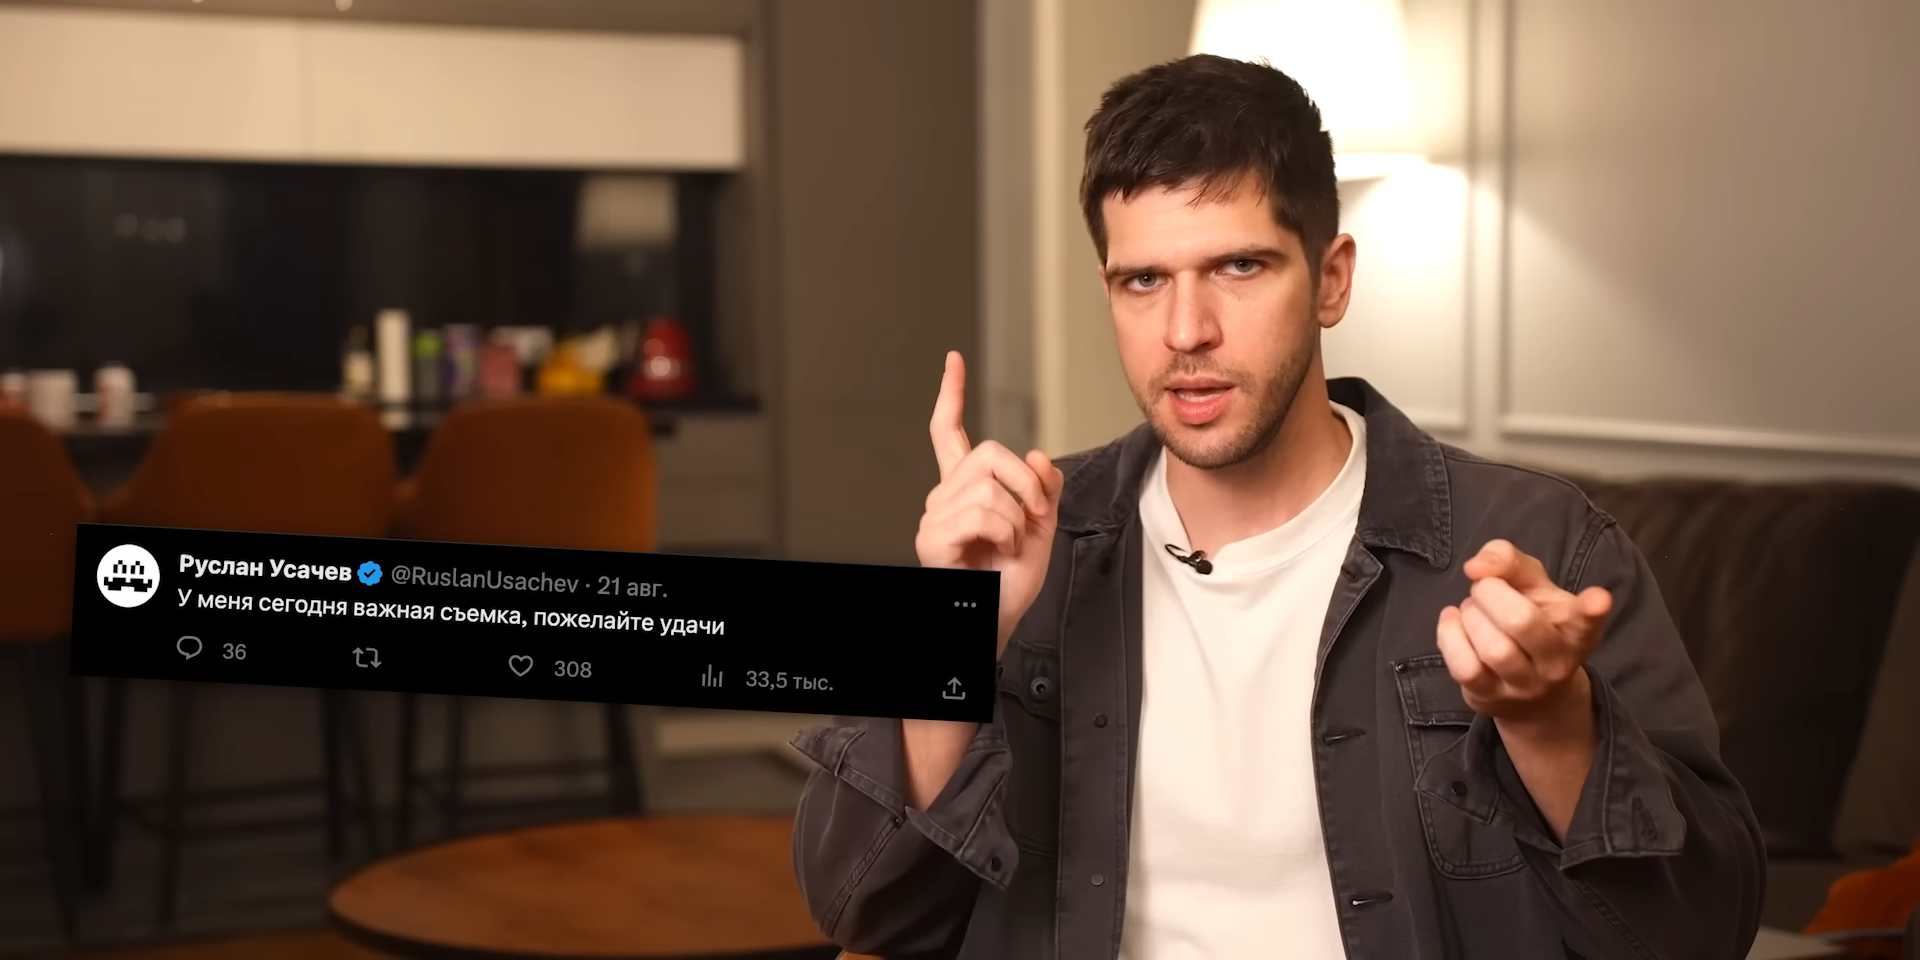 Руслан Усачев @RuslanUsachev · 21 авг.
У меня сегодня важная съемка, пожелайте удачи
36 308 33,5 тыс.